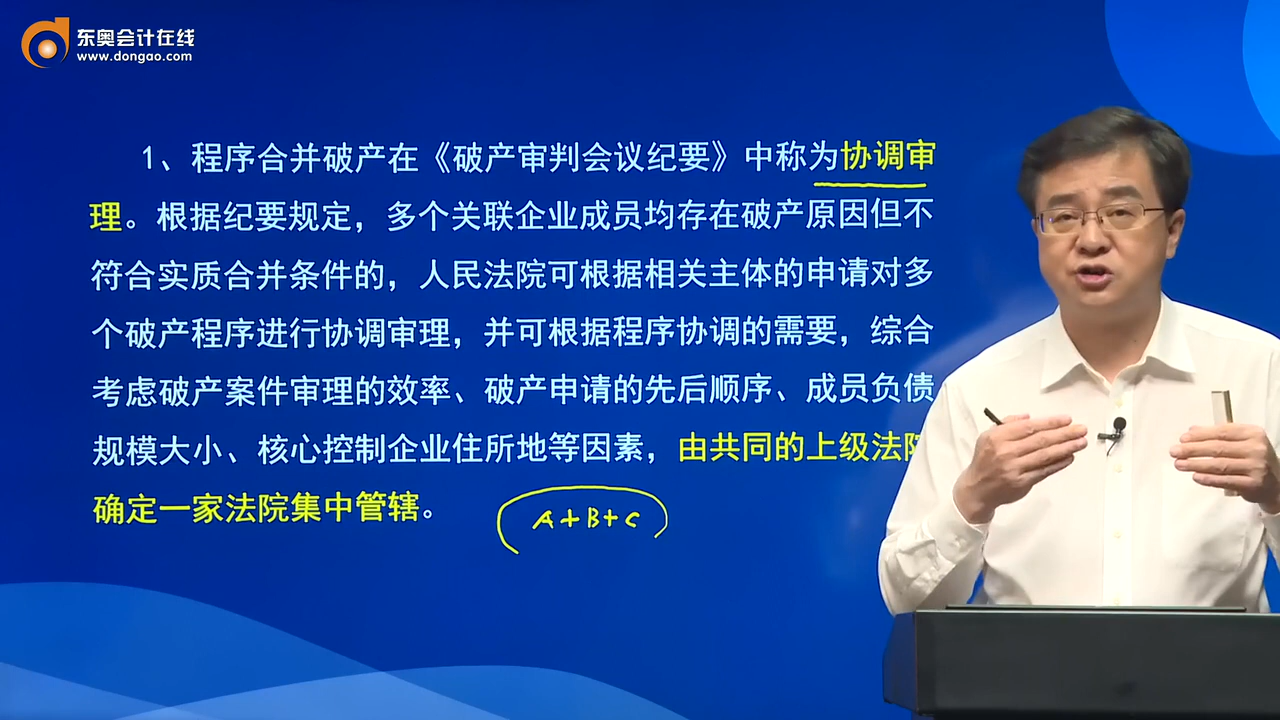 东奥会计在线
www.dongao.com
1、程序合并破产在《破产审判会议纪要》中称为协调审
理。根据纪要规定，多个关联企业成员均存在破产原因但不
符合实质合并条件的，人民法院可根据相关主体的申请对多
个破产程序进行协调审理，并可根据程序协调的需要，综合
考虑破产案件审理的效率、破产申请的先后顺序、成员负债
规模大小、核心控制企业住所地等因素，由共同的上级法院
确定一家法院集中管辖。
A+B+C